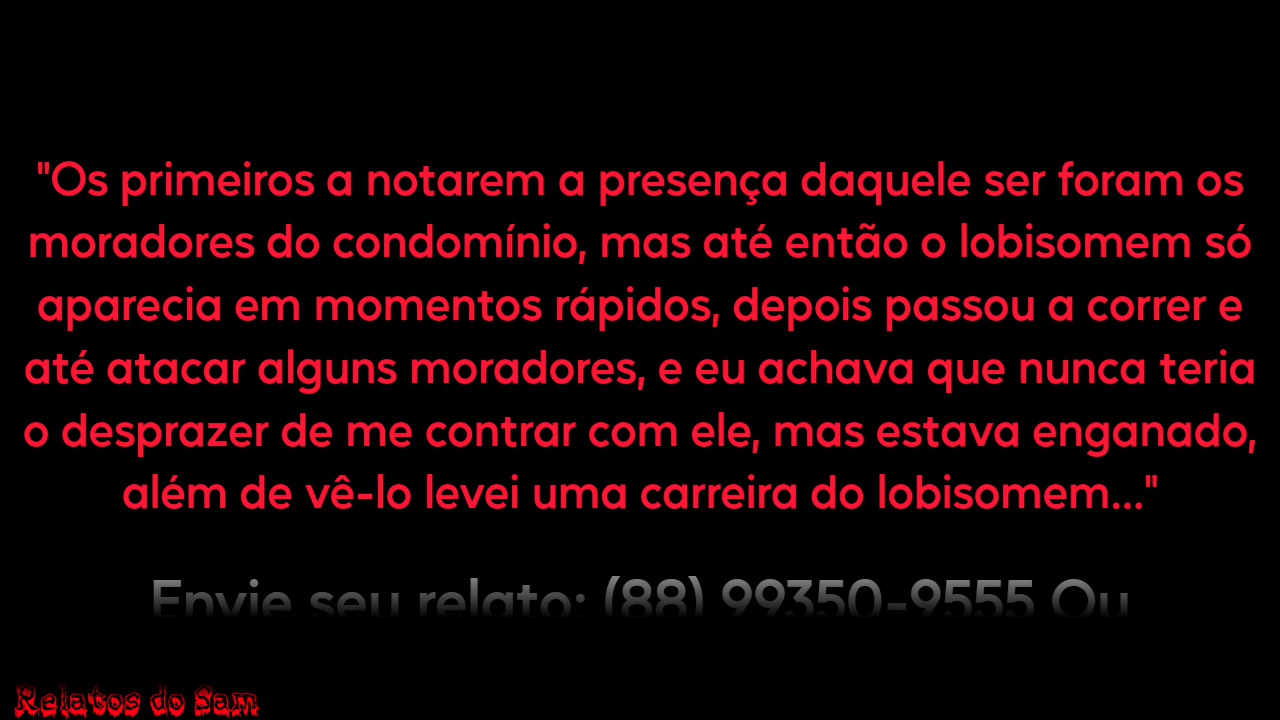 "Os primeiros a notarem a presença daquele ser foram os
moradores do condomínio, mas até então o lobisomem só
aparecia em momentos rápidos, depois passou a correr e
até atacar alguns moradores, e eu achava que nunca teria
o desprazer de me contrar com ele, mas estava enganado,
além de vê-lo levei uma carreira do lobisomem..."
Envie seu relato: (88) 99350-9555 Ou
Relatos do Sam